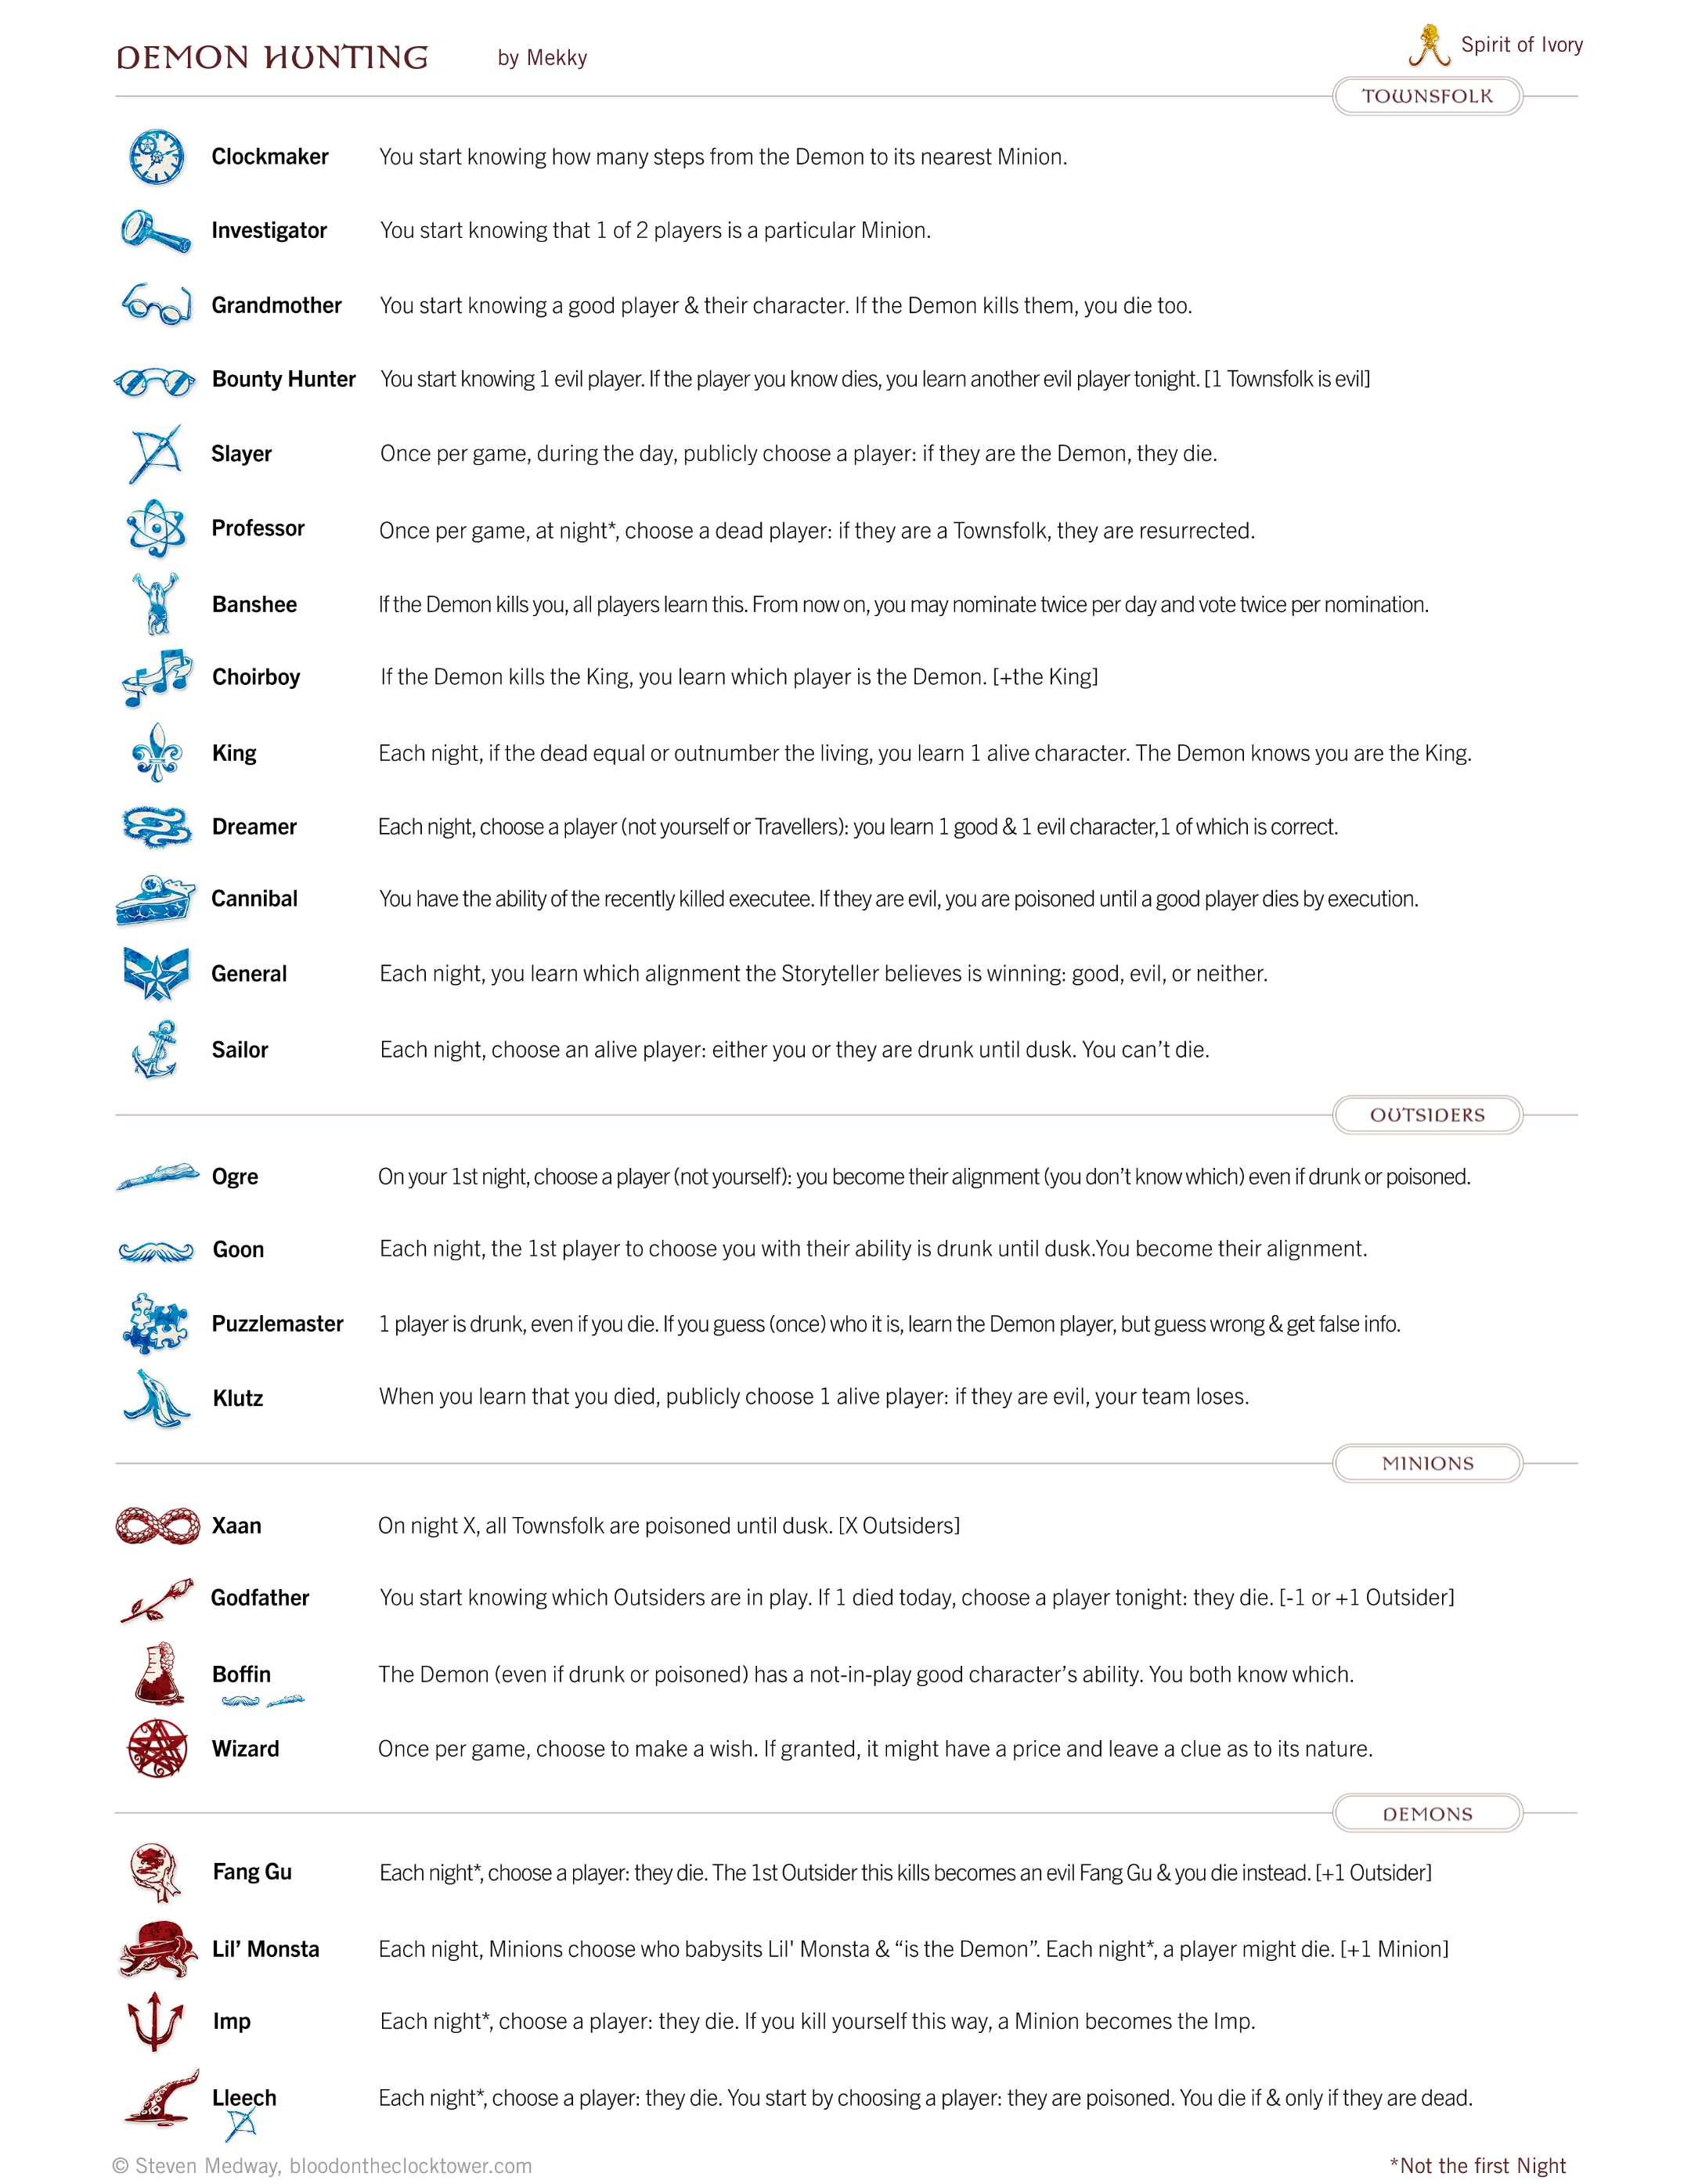 DEMON HUNTING by Mekky Spirit of Ivory
TOWNSFOLK
Clockmaker You start knowing how many steps from the Demon to its nearest Minion.
Investigator You start knowing that 1 of 2 players is a particular Minion.
Grandmother You start knowing a good player & their character. If the Demon kills them, you die too.
Bounty Hunter You start knowing 1 evil player. If the player you know dies, you learn another evil player tonight. [1 Townsfolk is evil]
Slayer Once per game, during the day, publicly choose a player: if they are the Demon, they die.
Professor Once per game, at night*, choose a dead player: if they are a Townsfolk, they are resurrected.
Banshee If the Demon kills you, all players learn this. From now on, you may nominate twice per day and vote twice per nomination.
Choirboy If the Demon kills the King, you learn which player is the Demon. [+the King]
King Each night, if the dead equal or outnumber the living, you learn 1 alive character. The Demon knows you are the King.
Dreamer Each night, choose a player (not yourself or Travellers): you learn 1 good & 1 evil character,1 of which is correct.
Cannibal You have the ability of the recently killed executee. If they are evil, you are poisoned until a good player dies by execution.
General Each night, you learn which alignment the Storyteller believes is winning: good, evil, or neither.
Sailor Each night, choose an alive player: either you or they are drunk until dusk. You can't die.
OUTSIDERS
Ogre On your 1st night, choose a player (not yourself): you become their alignment (you don't know which) even if drunk or poisoned.
Goon Each night, the 1st player to choose you with their ability is drunk until dusk.You become their alignment.
Puzzlemaster 1 player is drunk, even if you die. If you guess (once) who it is, learn the Demon player, but guess wrong & get false info.
Klutz When you learn that you died, publicly choose 1 alive player: if they are evil, your team loses.
MINIONS
Xaan On night X, all Townsfolk are poisoned until dusk. [X Outsiders]
Godfather You start knowing which Outsiders are in play. If 1 died today, choose a player tonight: they die. [-1 or +1 Outsider]
Boffin The Demon (even if drunk or poisoned) has a not-in-play good character's ability. You both know which.
Wizard Once per game, choose to make a wish. If granted, it might have a price and leave a clue as to its nature.
DEMONS
Fang Gu Each night*, choose a player: they die. The 1st Outsider this kills becomes an evil Fang Gu & you die instead. [+1 Outsider]
Lil' Monsta Each night, Minions choose who babysits Lil' Monsta & "is the Demon". Each night*, a player might die. [+1 Minion]
Imp Each night*, choose a player: they die. If you kill yourself this way, a Minion becomes the Imp.
Lleech Each night*, choose a player: they die. You start by choosing a player: they are poisoned. You die if & only if they are dead.
© Steven Medway, bloodontheclocktower.com *Not the first Night